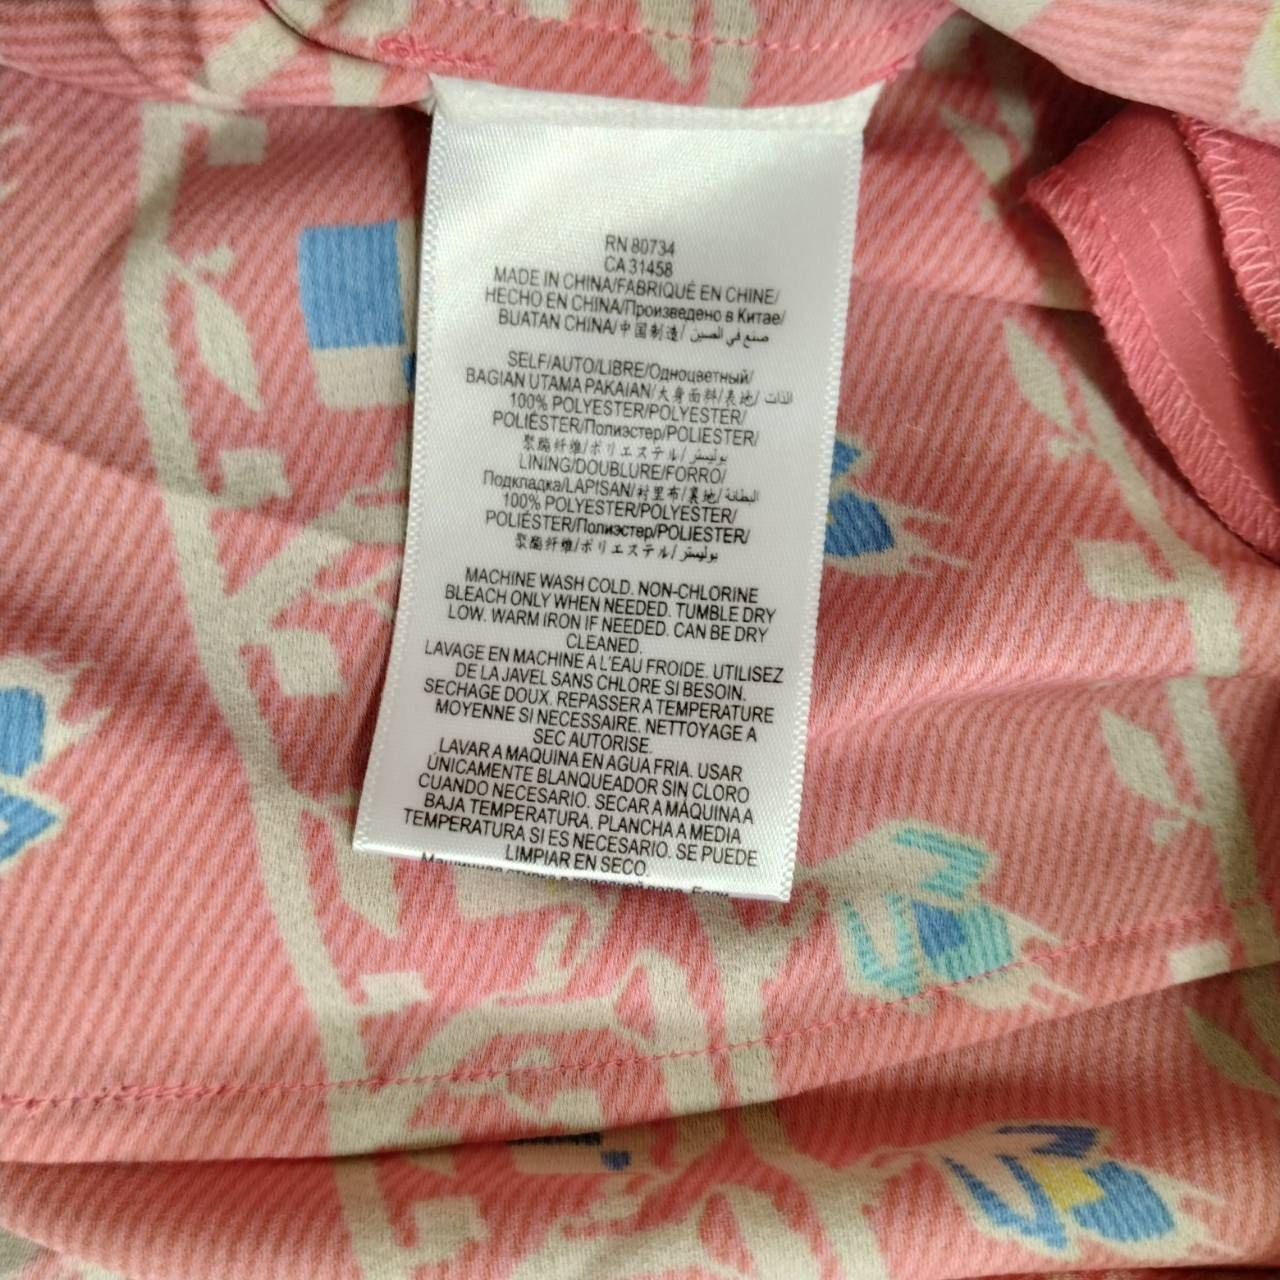 RN 80734
CA 31458
MADE IN CHINA/FABRIQUÉ EN CHINE/
HECHO EN CHINA/Произведено в Китае/
BUATAN CHINA/中国制造/ صنع في الصين
SELF/AUTO/LIBRE/Одноцветный/
BAGIAN UTAMA PAKAIAN/大身面料/表地/ الذات
100% POLYESTER/POLYESTER/
POLIÉSTER/Полиэстер/POLIESTER/
聚酯纤维/ポリエステル/ بوليستر
LINING/DOUBLURE/FORRO/
Подкладка/LAPISAN/衬里布/裏地/ البطانة
100% POLYESTER/POLYESTER/
POLIÉSTER/Полиэстер/POLIESTER/
聚酯纤维/ポリエステル/ بوليستر
MACHINE WASH COLD. NON-CHLORINE
BLEACH ONLY WHEN NEEDED. TUMBLE DRY
LOW. WARM IRON IF NEEDED. CAN BE DRY
CLEANED.
LAVAGE EN MACHINE A L'EAU FROIDE. UTILISEZ
DE LA JAVEL SANS CHLORE SI BESOIN.
SECHAGE DOUX. REPASSER A TEMPERATURE
MOYENNE SI NECESSAIRE. NETTOYAGE A
SEC AUTORISE.
LAVAR A MAQUINA EN AGUA FRIA. USAR
ÚNICAMENTE BLANQUEADOR SIN CLORO
CUANDO NECESARIO. SECAR A MÁQUINA A
BAJA TEMPERATURA. PLANCHA A MEDIA
TEMPERATURA SI ES NECESARIO. SE PUEDE
LIMPIAR EN SECO.